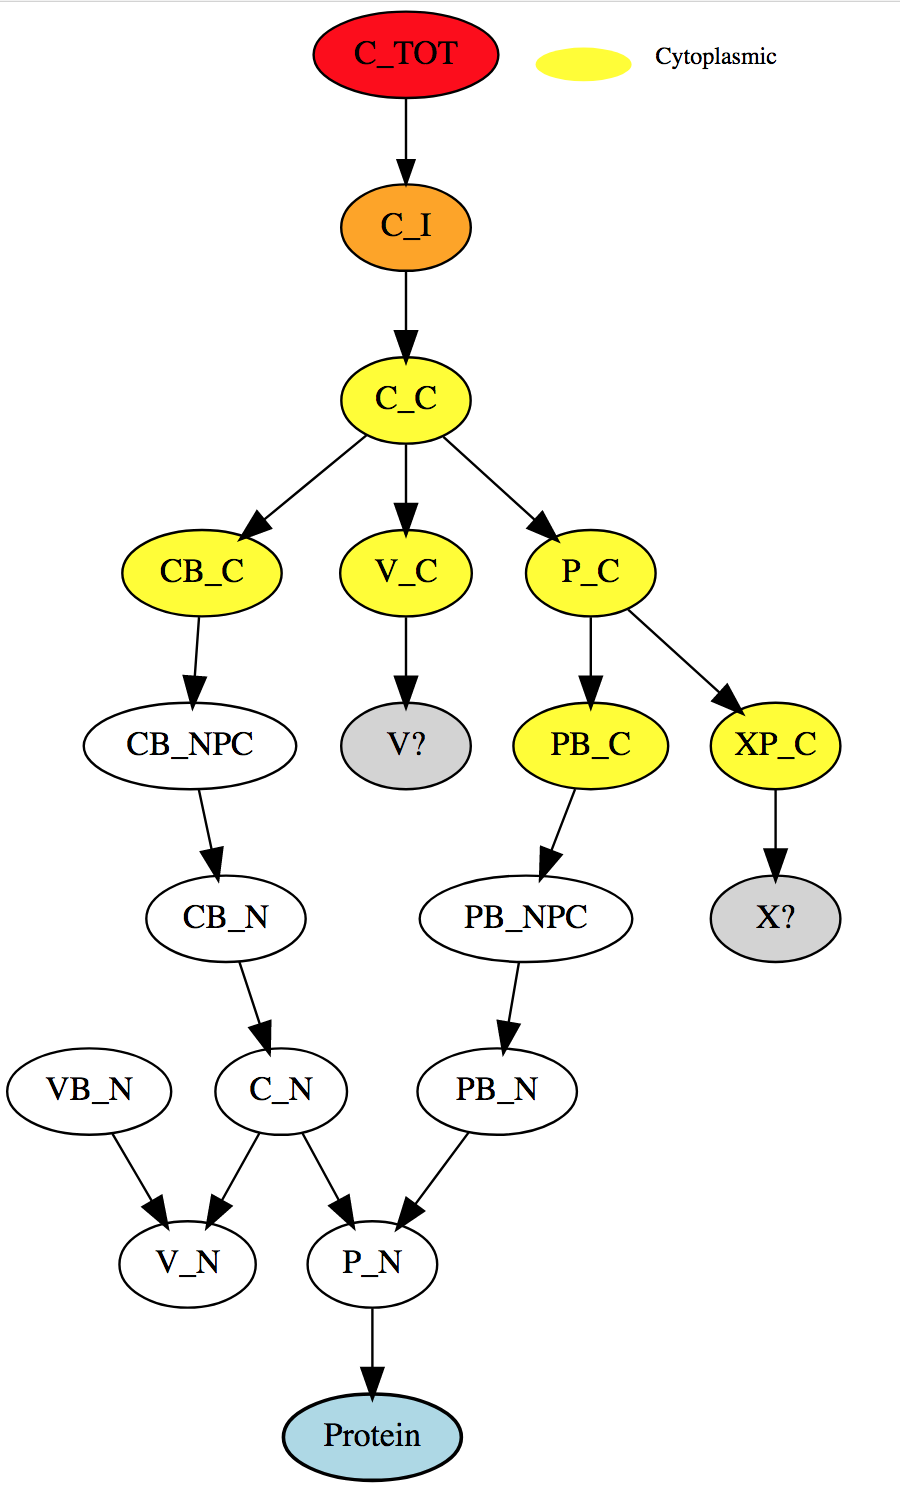 C_TOT
Cytoplasmic
C_I
C_C
CB_C
V_C
P_C
CB_NPC
V?
PB_C
XP_C
CB_N
PB_NPC
X?
VB_N
C_N
PB_N
V_N
P_N
Protein